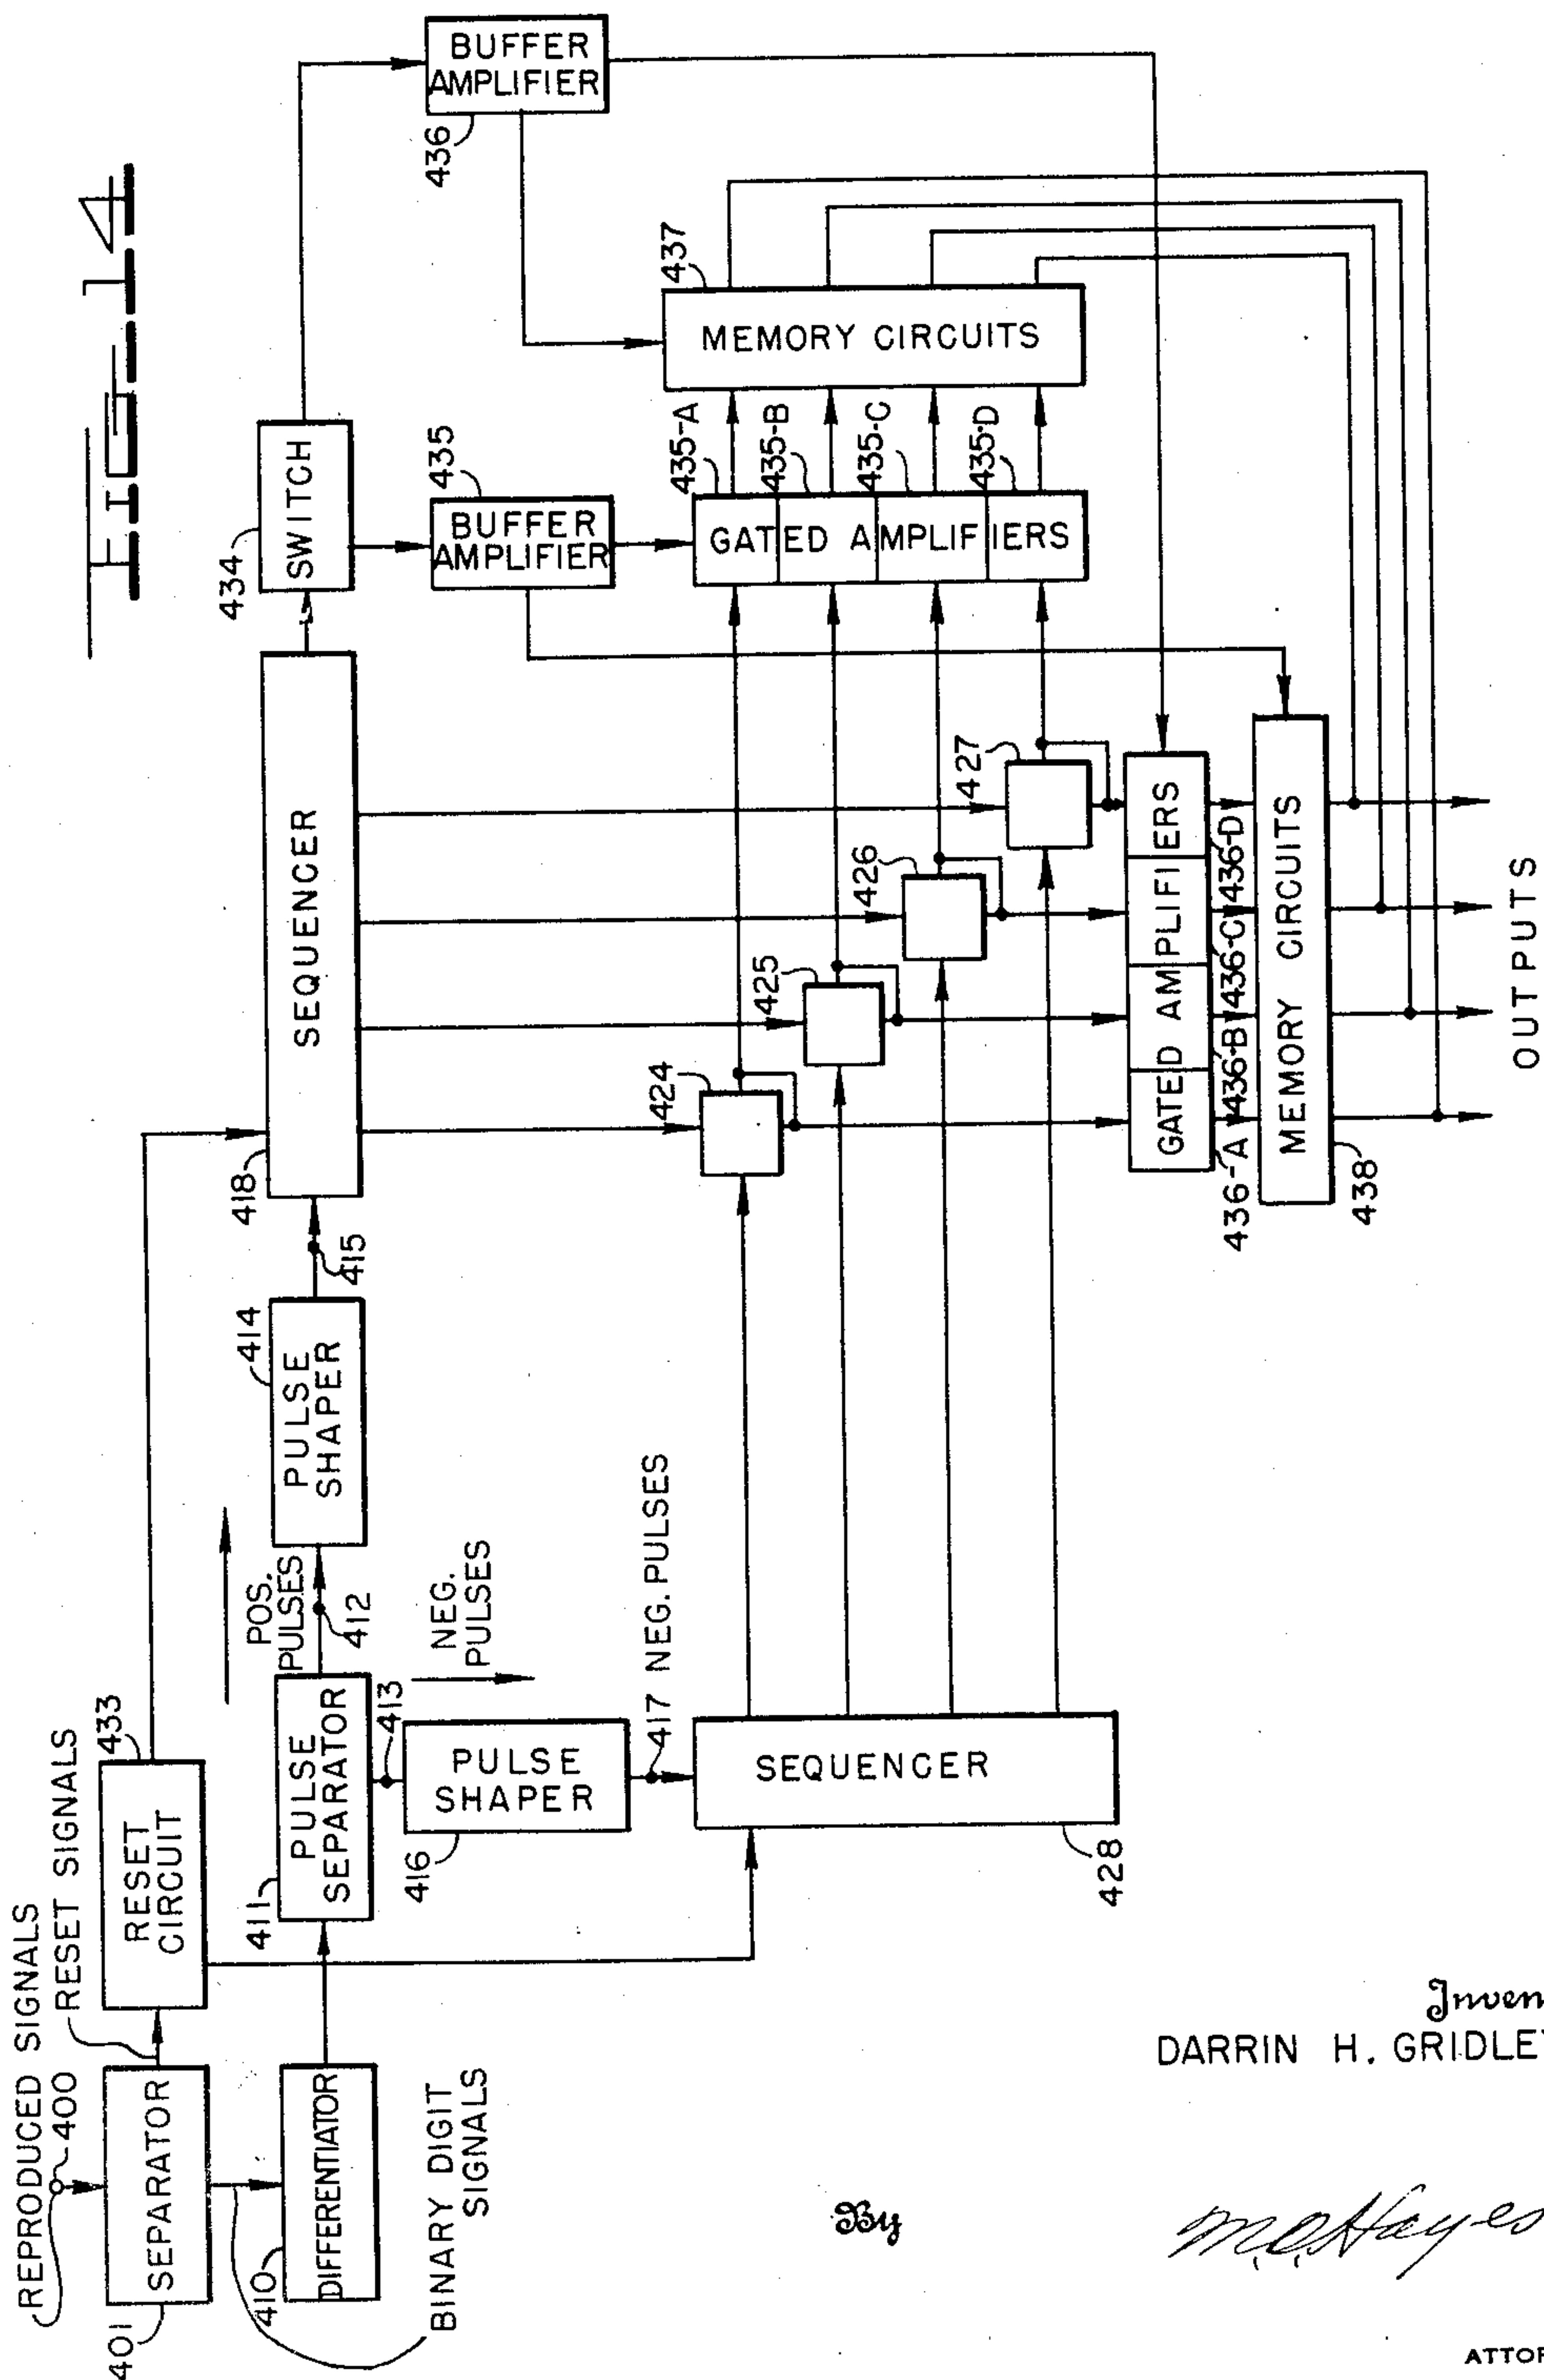 FIG_14
REPRODUCED SIGNALS
400
RESET SIGNALS
401
SEPARATOR
433
RESET
CIRCUIT
410
DIFFERENTIATOR
BINARY DIGIT
SIGNALS
411
PULSE
SEPARATOR
POS.
PULSES
412
413
NEG.
PULSES
414
PULSE
SHAPER
415
416
PULSE
SHAPER
417 NEG. PULSES
418
SEQUENCER
428
SEQUENCER
424
425
426
427
434
SWITCH
435
BUFFER
AMPLIFIER
436
BUFFER
AMPLIFIER
435-A
435-B
435-C
435-D
GATED AMPLIFIERS
437
MEMORY CIRCUITS
GATED AMPLIFIERS
436-A
436-B
436-C
436-D
MEMORY CIRCUITS
438
OUTPUTS
DARRIN H. GRIDLEY
By
M.C. Hayes